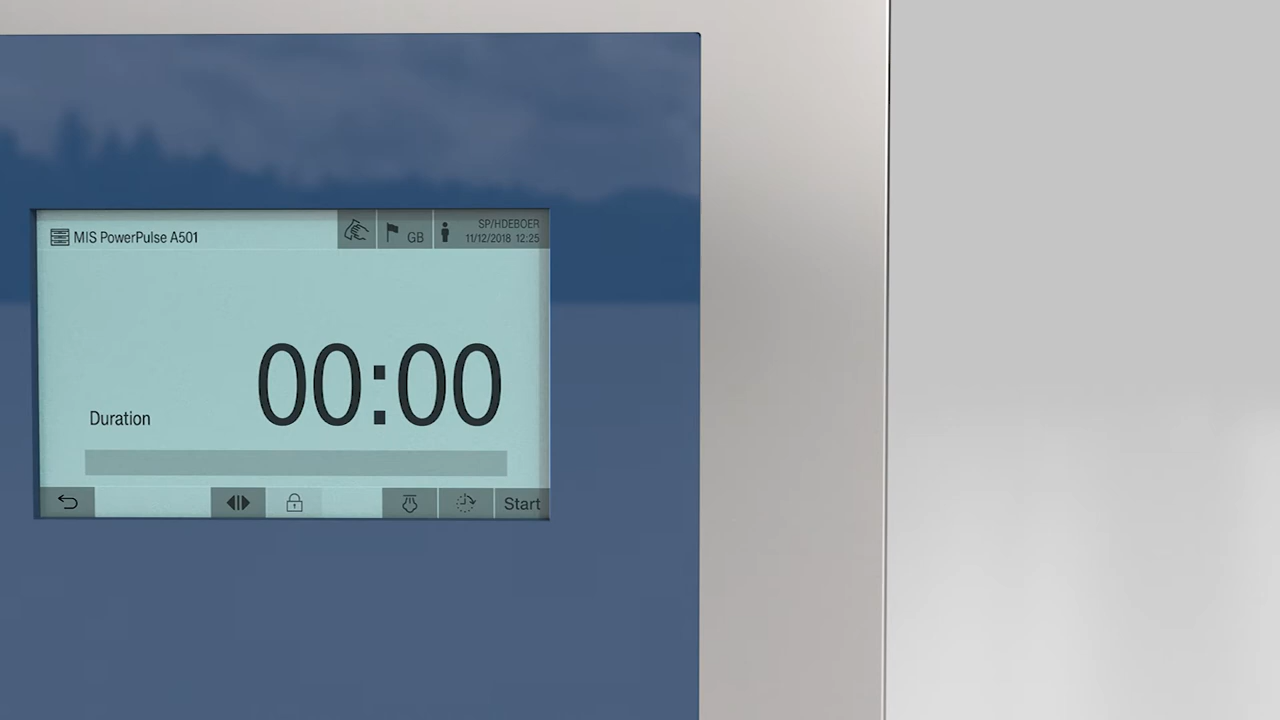 MIS PowerPulse A501
GB
SP/HDEBOER
11/12/2018 12:25
00:00
Duration
Start